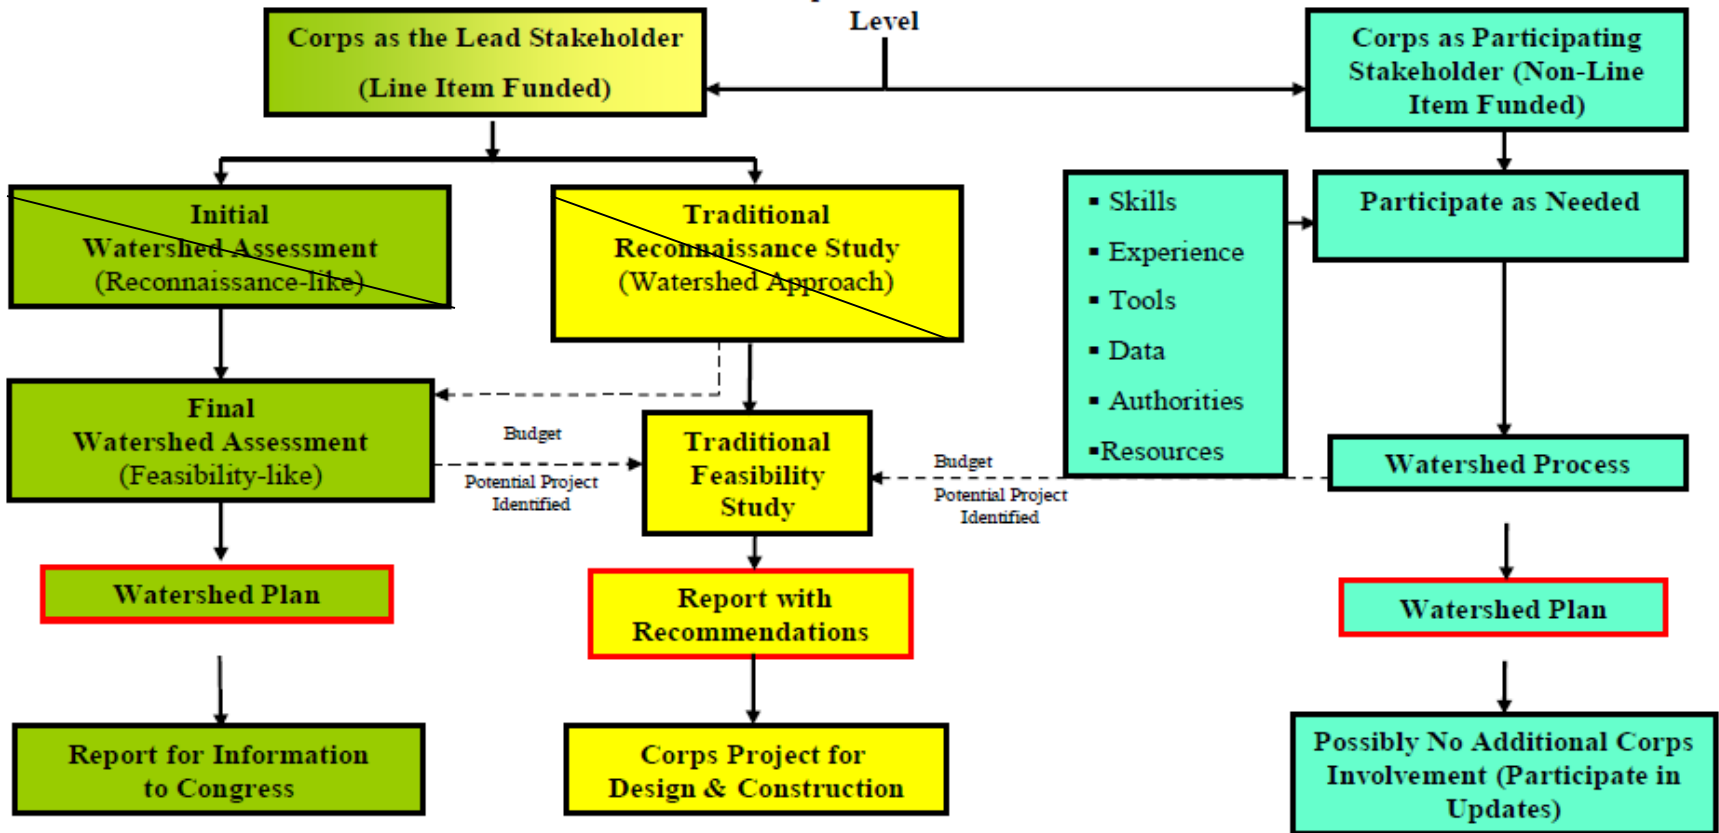 Level
Corps as the Lead Stakeholder
(Line Item Funded)
Corps as Participating
Stakeholder (Non-Line
Item Funded)
Initial
Watershed Assessment
(Reconnaissance-like)
Traditional
Reconnaissance Study
(Watershed Approach)
▪ Skills
▪ Experience
▪ Tools
▪ Data
▪ Authorities
▪Resources
Participate as Needed
Final
Watershed Assessment
(Feasibility-like)
Budget
Potential Project
Identified
Traditional
Feasibility
Study
Budget
Potential Project
Identified
Watershed Process
Watershed Plan
Report with
Recommendations
Watershed Plan
Report for Information
to Congress
Corps Project for
Design & Construction
Possibly No Additional Corps
Involvement (Participate in
Updates)